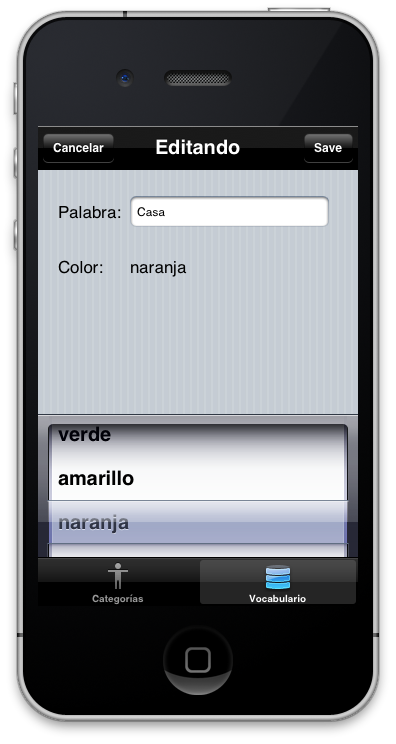 Cancelar Editando Save
Palabra: Casa
Color: naranja
verde
amarillo
naranja
Categorías Vocabulario